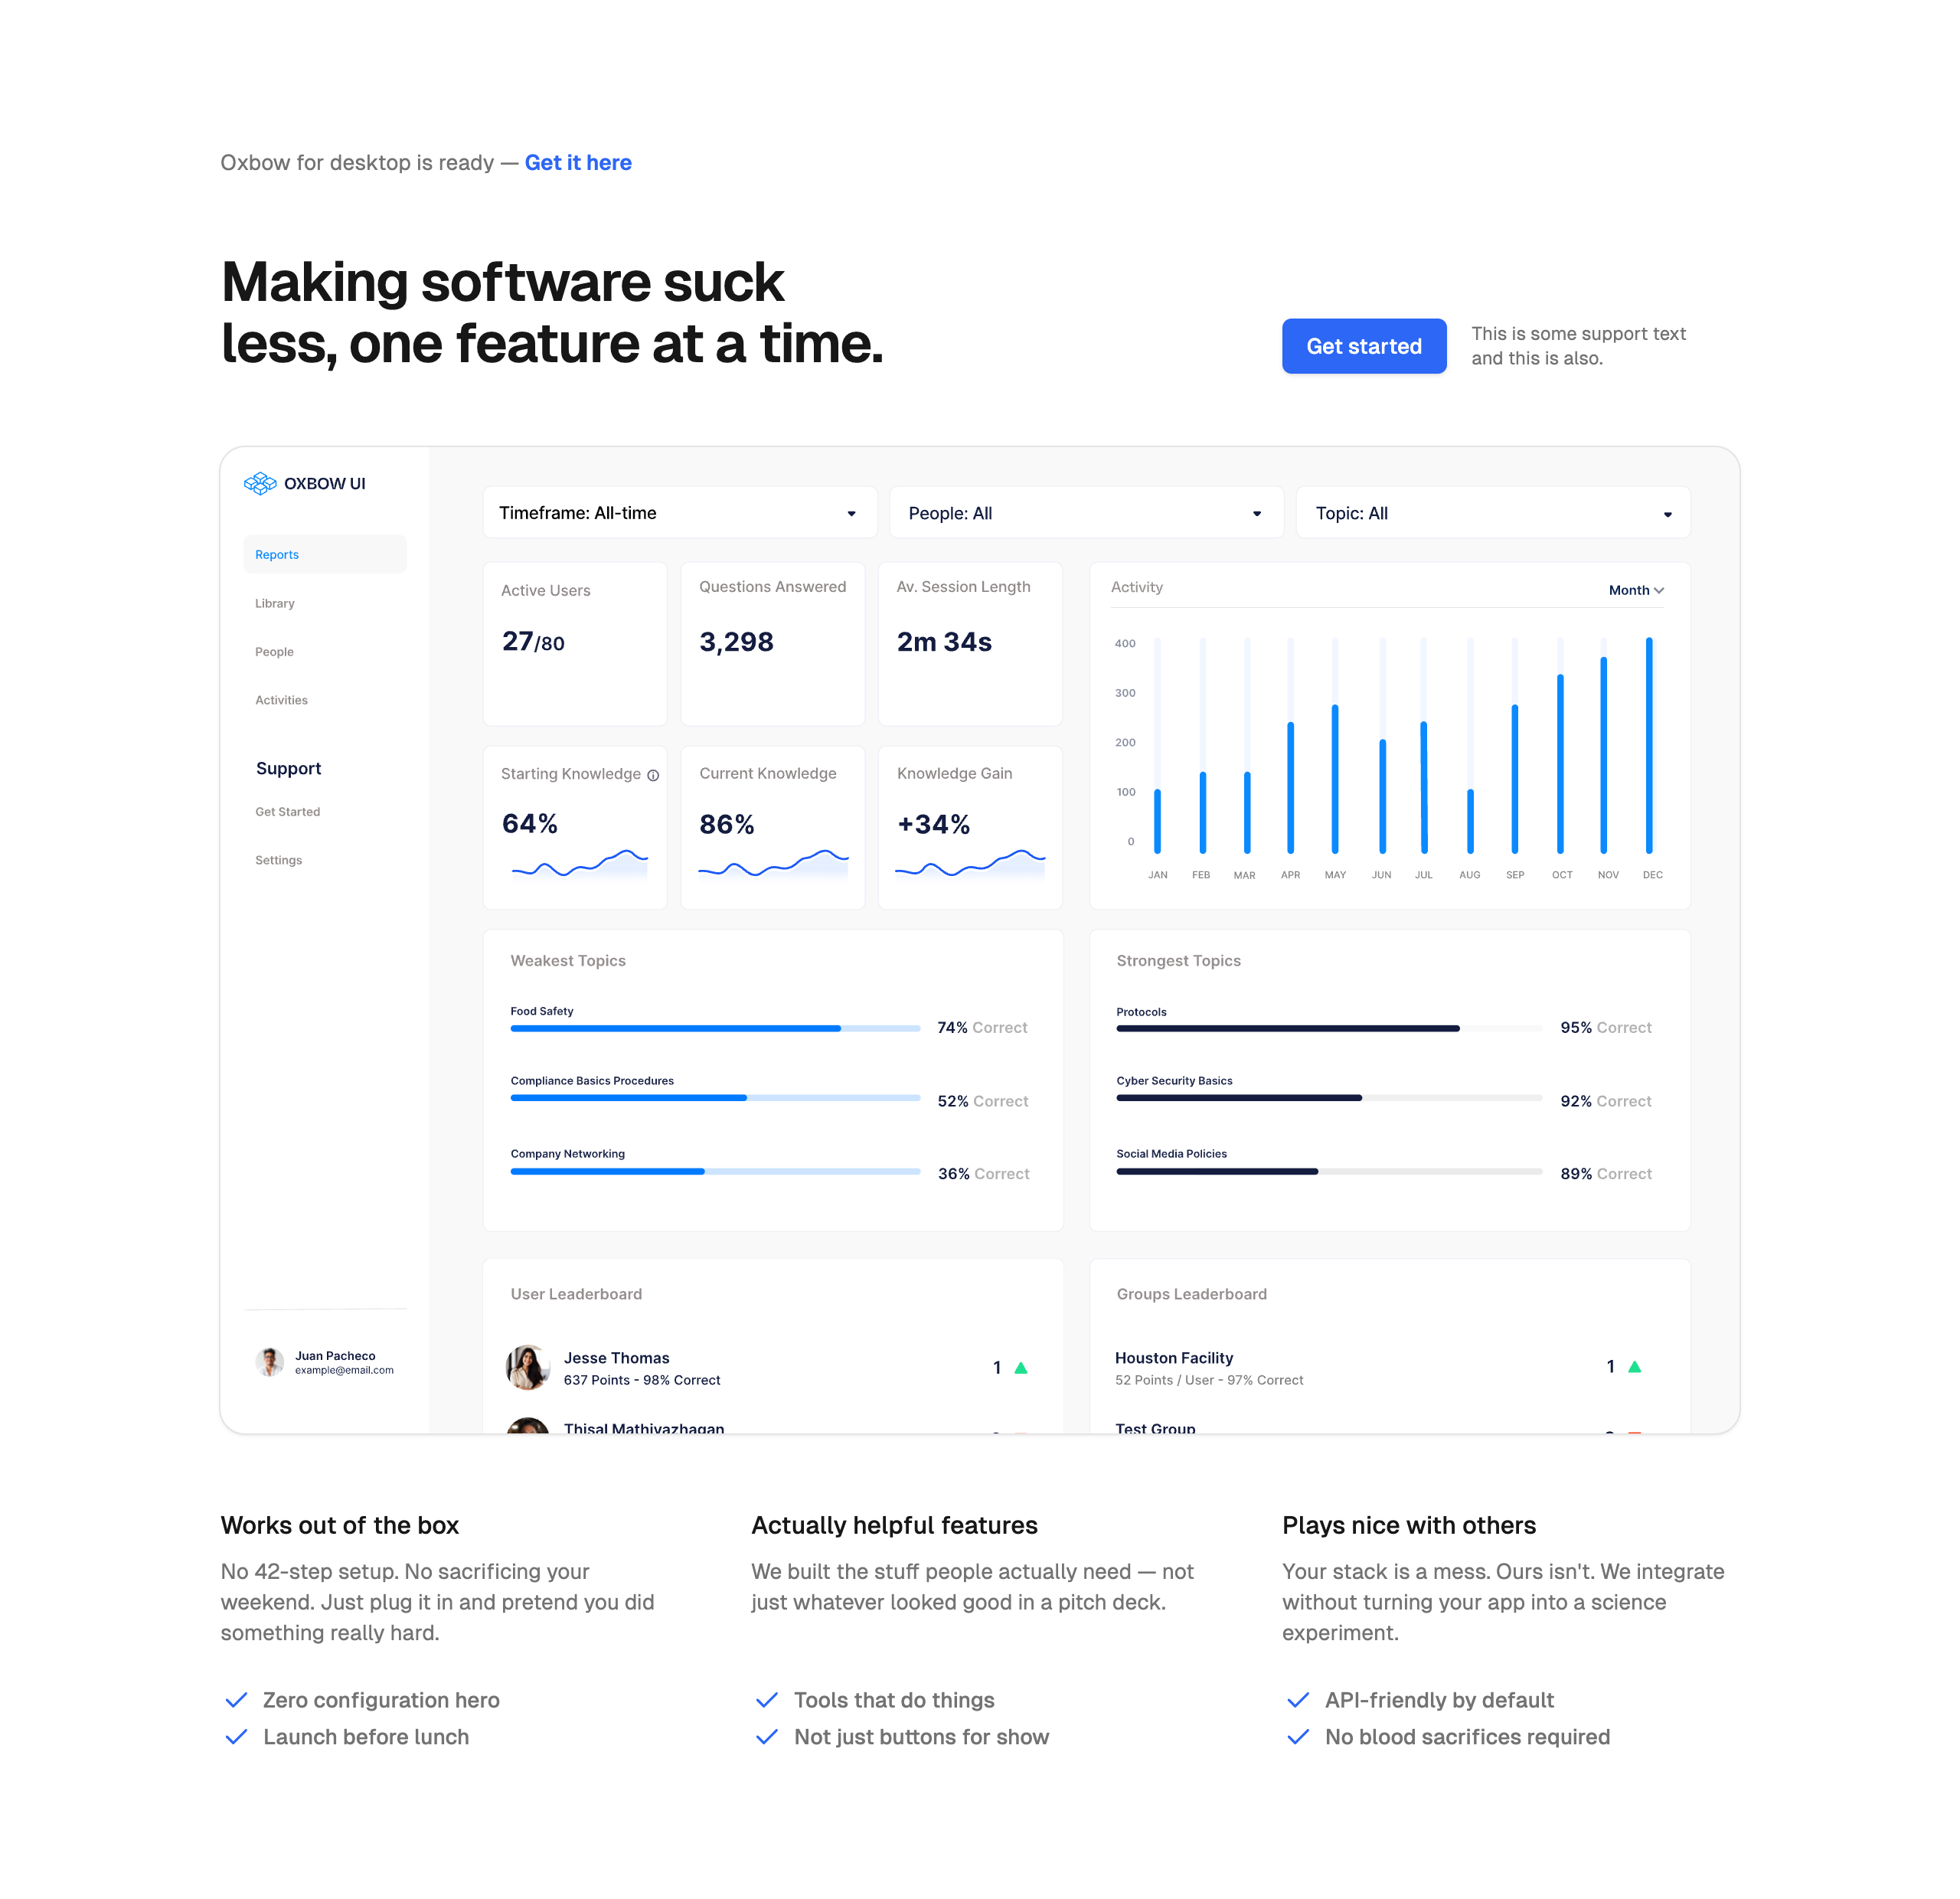 Oxbow for desktop is ready — Get it here
Making software suck
less, one feature at a time.
Get started
This is some support text
and this is also.
OXBOW UI
Reports
Library
People
Activities
Support
Get Started
Settings
Juan Pacheco
example@email.com
Timeframe: All-time
People: All
Topic: All
Active Users
27/80
Questions Answered
3,298
Av. Session Length
2m 34s
Starting Knowledge
64%
Current Knowledge
86%
Knowledge Gain
+34%
Activity
Month
400
300
200
100
0
JAN FEB MAR APR MAY JUN JUL AUG SEP OCT NOV DEC
Weakest Topics
Food Safety
74% Correct
Compliance Basics Procedures
52% Correct
Company Networking
36% Correct
Strongest Topics
Protocols
95% Correct
Cyber Security Basics
92% Correct
Social Media Policies
89% Correct
User Leaderboard
Jesse Thomas
637 Points - 98% Correct
1
Thisal Mathiyazhagan
Groups Leaderboard
Houston Facility
52 Points / User - 97% Correct
1
Test Group
Works out of the box
No 42-step setup. No sacrificing your
weekend. Just plug it in and pretend you did
something really hard.
Zero configuration hero
Launch before lunch
Actually helpful features
We built the stuff people actually need — not
just whatever looked good in a pitch deck.
Tools that do things
Not just buttons for show
Plays nice with others
Your stack is a mess. Ours isn't. We integrate
without turning your app into a science
experiment.
API-friendly by default
No blood sacrifices required